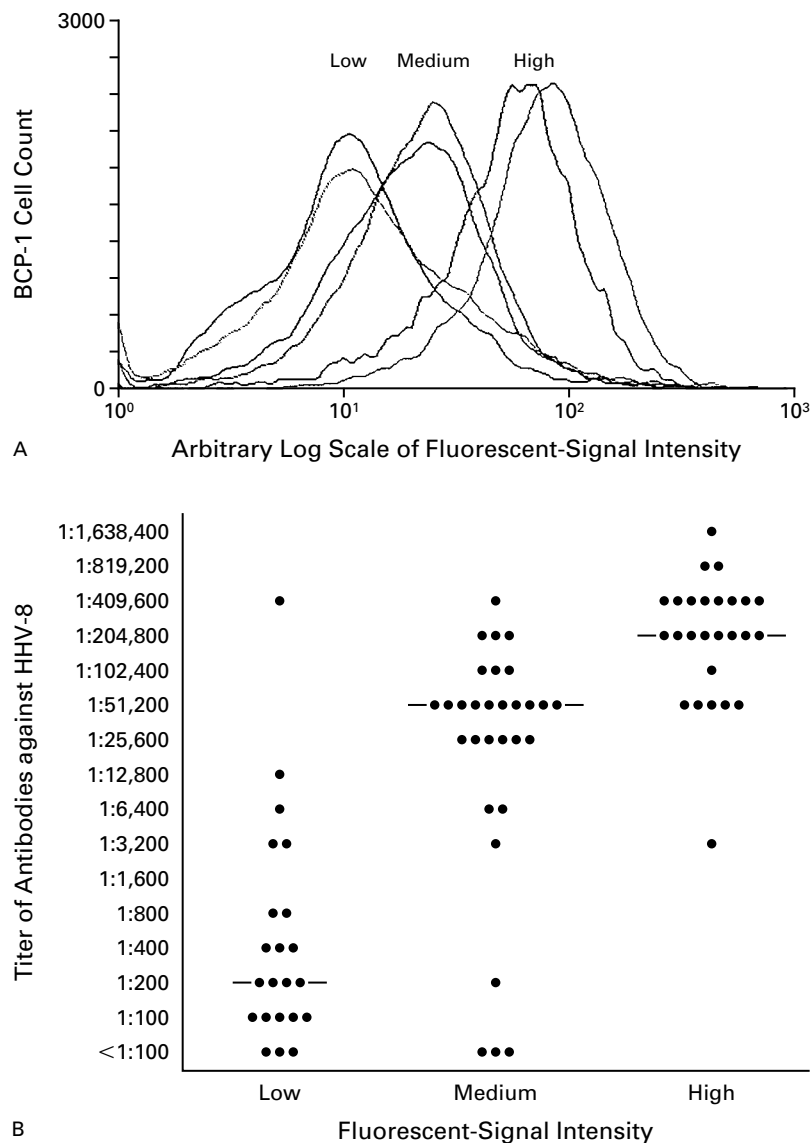 3000
Low Medium High
BCP-1 Cell Count
0
10⁰ 10¹ 10² 10³
A Arbitrary Log Scale of Fluorescent-Signal Intensity
Titer of Antibodies against HHV-8
1:1,638,400
1:819,200
1:409,600
1:204,800
1:102,400
1:51,200
1:25,600
1:12,800
1:6,400
1:3,200
1:1,600
1:800
1:400
1:200
1:100
<1:100
Low Medium High
B Fluorescent-Signal Intensity